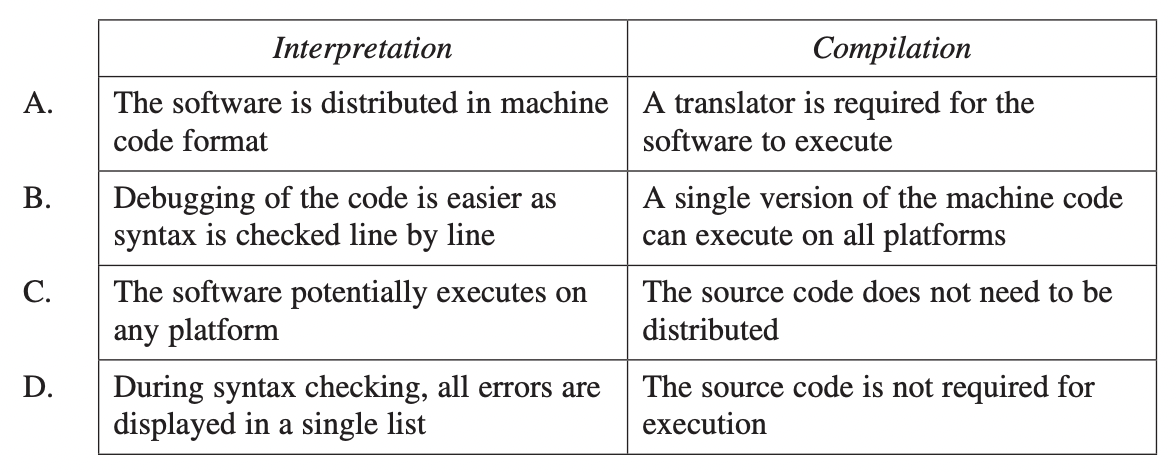 Interpretation Compilation
A. The software is distributed in machine A translator is required for the
code format software to execute
B. Debugging of the code is easier as A single version of the machine code
syntax is checked line by line can execute on all platforms
C. The software potentially executes on The source code does not need to be
any platform distributed
D. During syntax checking, all errors are The source code is not required for
displayed in a single list execution